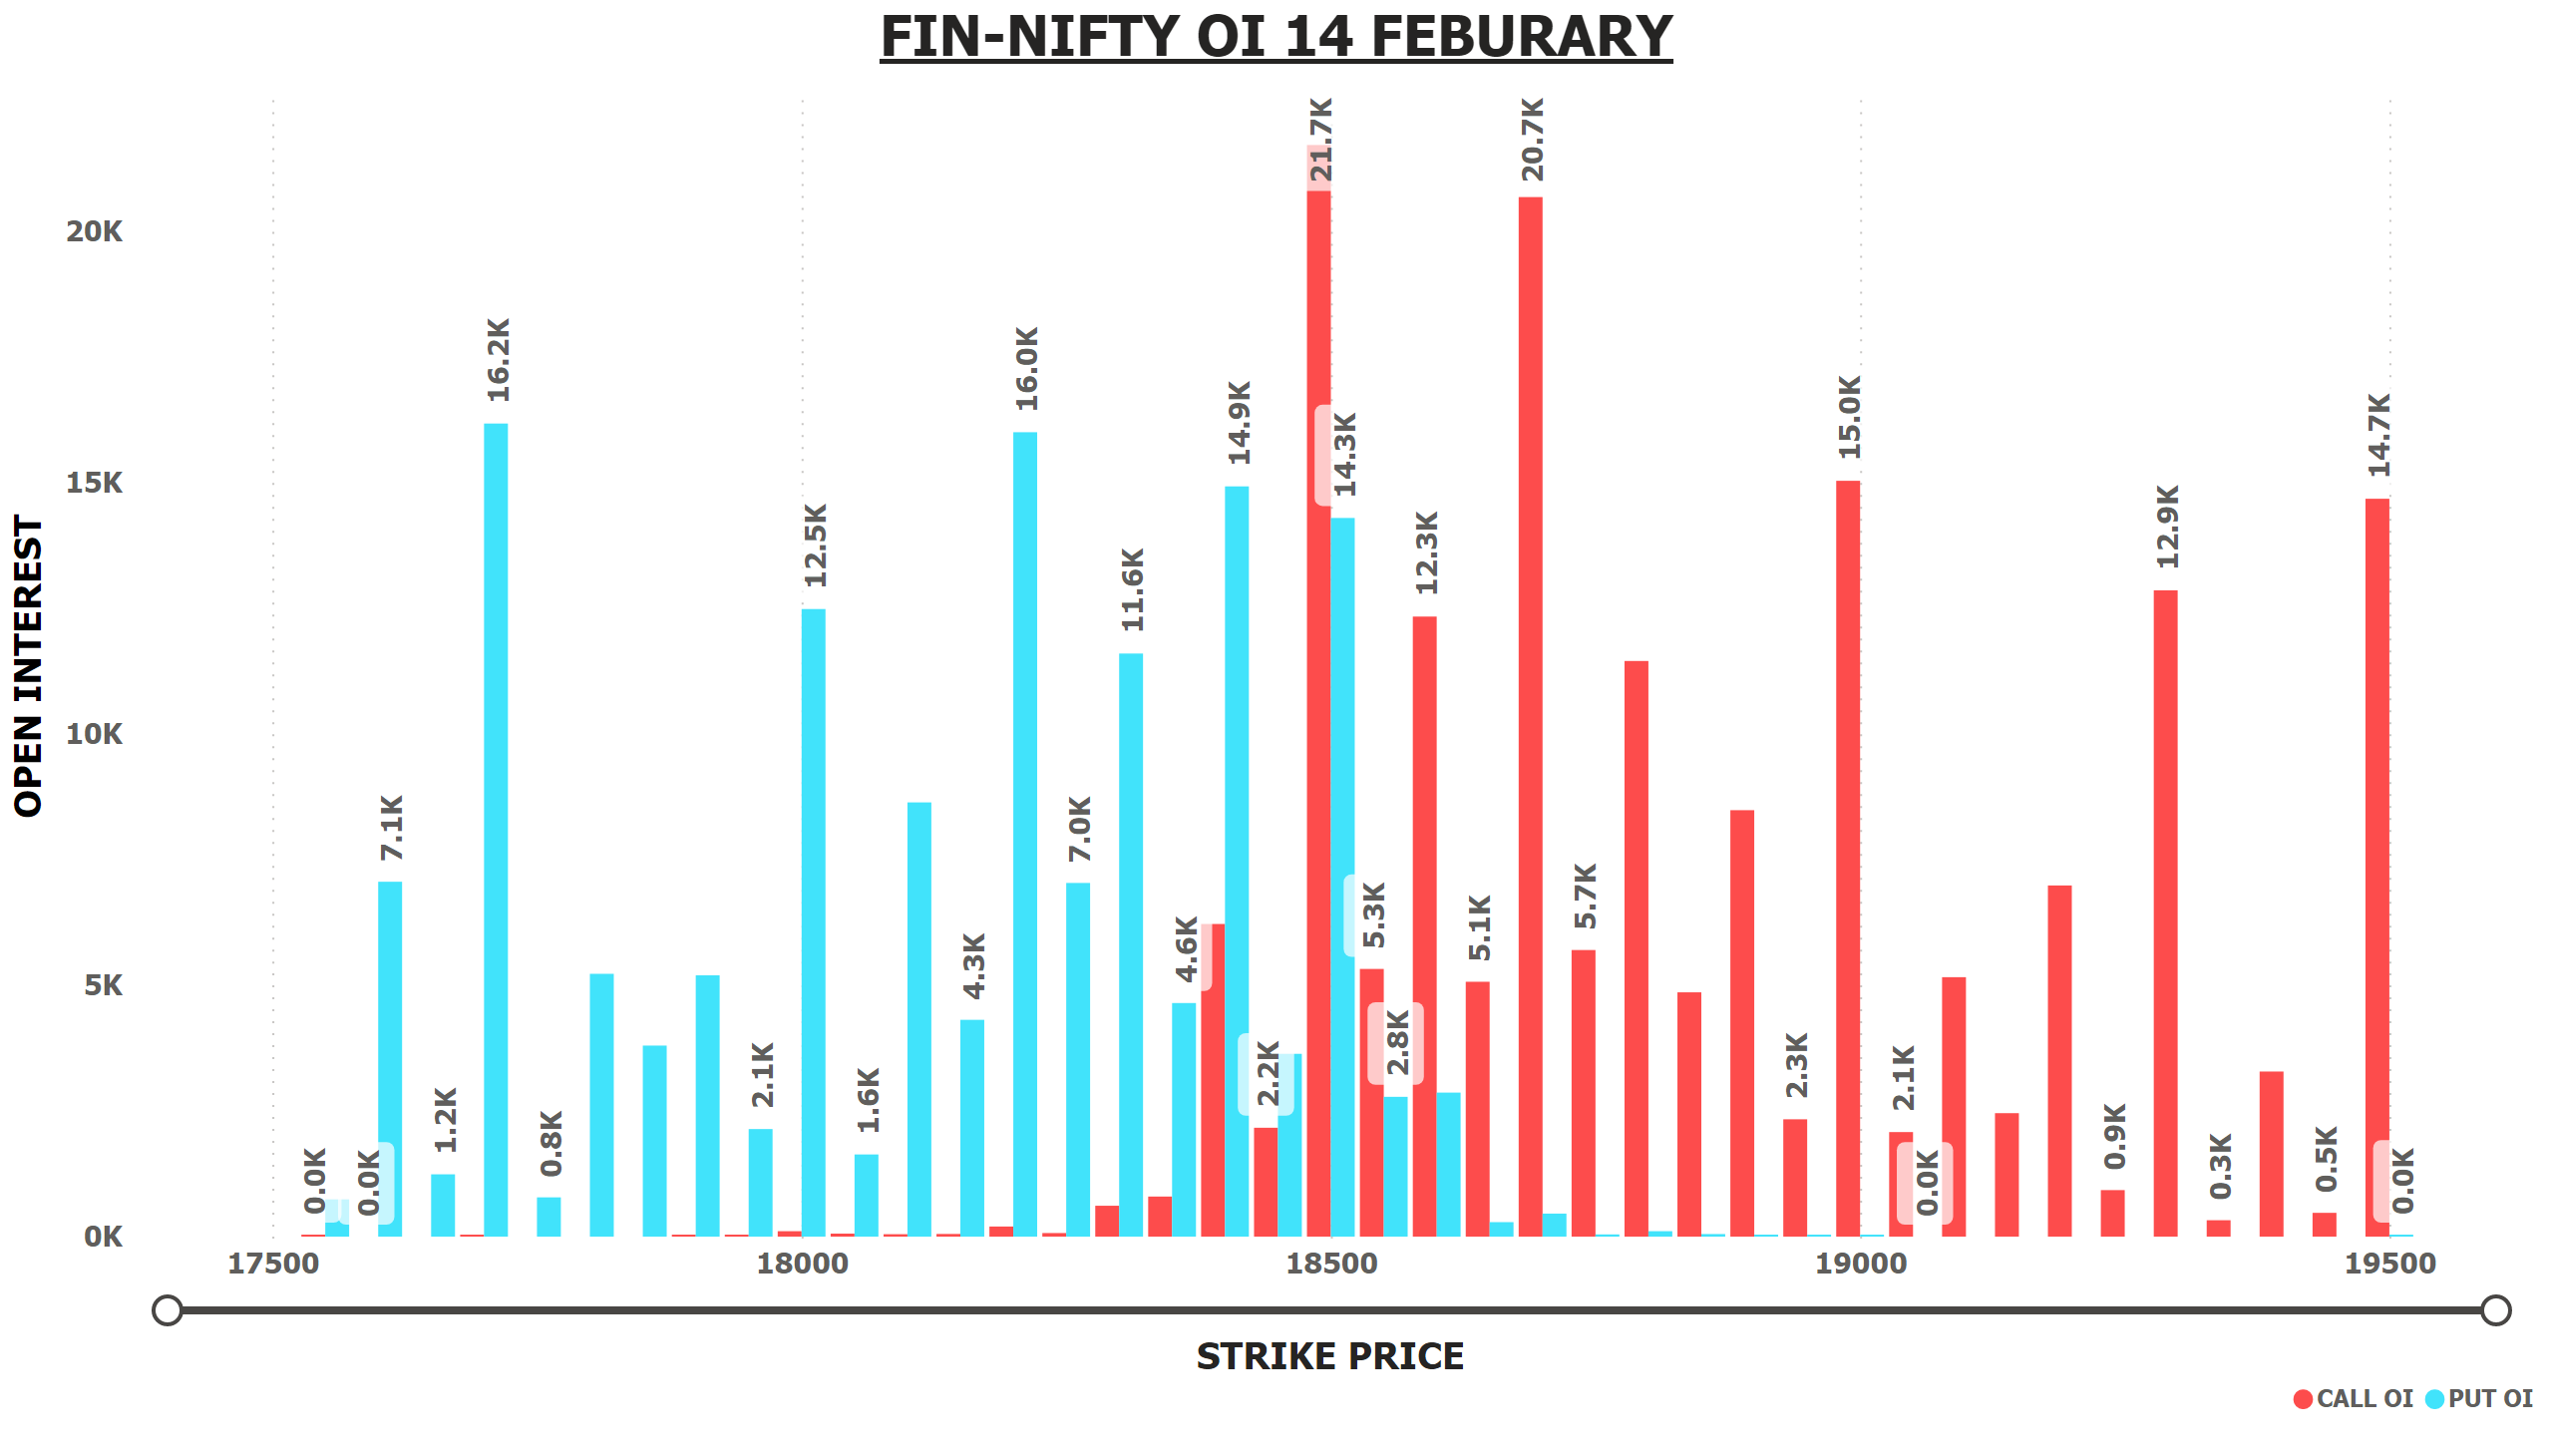 FIN-NIFTY OI 14 FEBURARY
OPEN INTEREST
20K
15K
10K
5K
0K
0.0K
0.0K
7.1K
1.2K
16.2K
0.8K
2.1K
12.5K
1.6K
4.3K
16.0K
7.0K
11.6K
4.6K
14.9K
2.2K
21.7K
14.3K
5.3K
2.8K
12.3K
5.1K
20.7K
5.7K
2.3K
15.0K
2.1K
0.0K
0.9K
12.9K
0.3K
0.5K
14.7K
0.0K
17500 18000 18500 19000 19500
STRIKE PRICE
CALL OI PUT OI